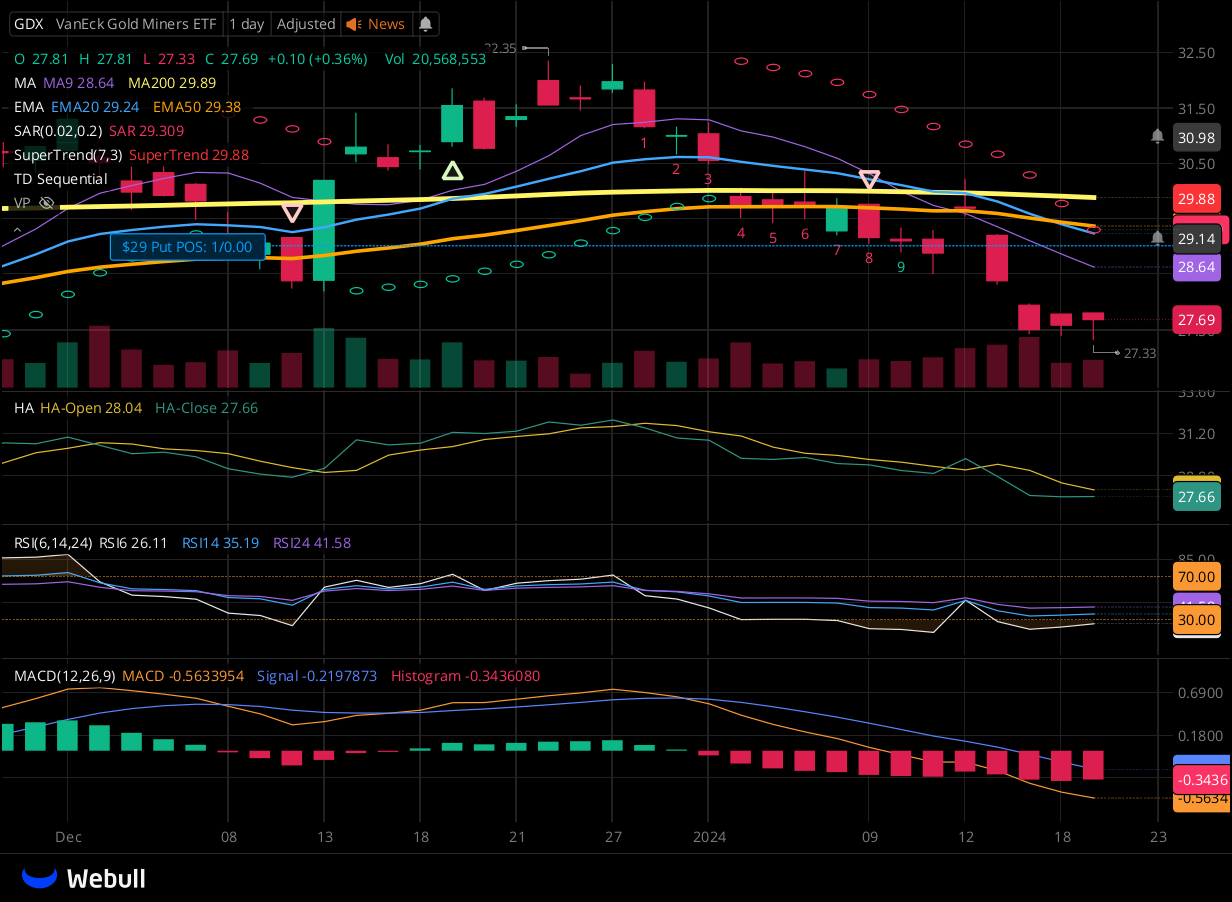 GDX VanEck Gold Miners ETF 1 day Adjusted News
O 27.81 H 27.81 L 27.33 C 27.69 +0.10 (+0.36%) Vol 20,568,553
MA MA9 28.64 MA200 29.89
EMA EMA20 29.24 EMA50 29.38
SAR(0.02,0.2) SAR 29.309
SuperTrend(7,3) SuperTrend 29.88
TD Sequential
VP
$29 Put POS: 1/0.00
1
2
3
4
5
6
7
8
9
27.33
32.50
31.50
30.98
30.50
29.88
29.14
28.64
27.69
HA HA-Open 28.04 HA-Close 27.66
31.20
27.66
RSI(6,14,24) RSI6 26.11 RSI14 35.19 RSI24 41.58
70.00
30.00
MACD(12,26,9) MACD -0.5633954 Signal -0.2197873 Histogram -0.3436080
0.6900
0.1800
-0.3436
-0.5634
Dec 08 13 18 21 27 2024 09 12 18 23
Webull